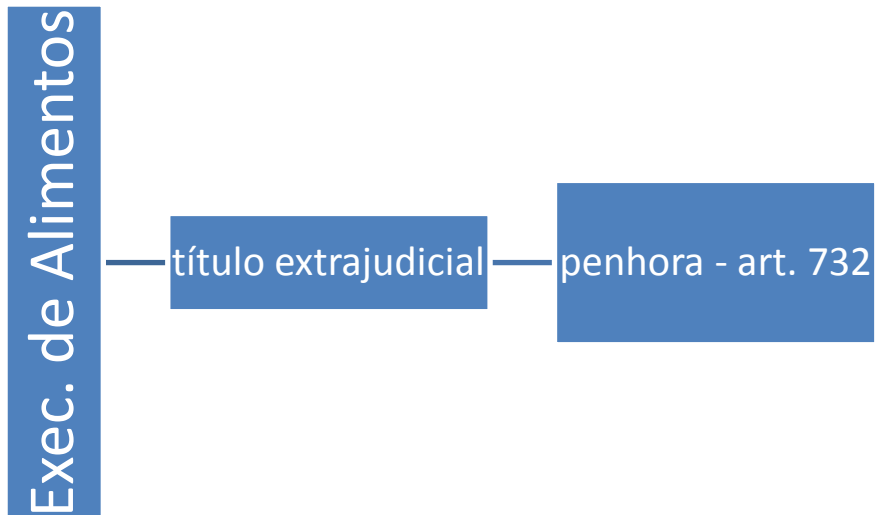 Exec. de Alimentos
título extrajudicial
penhora - art. 732